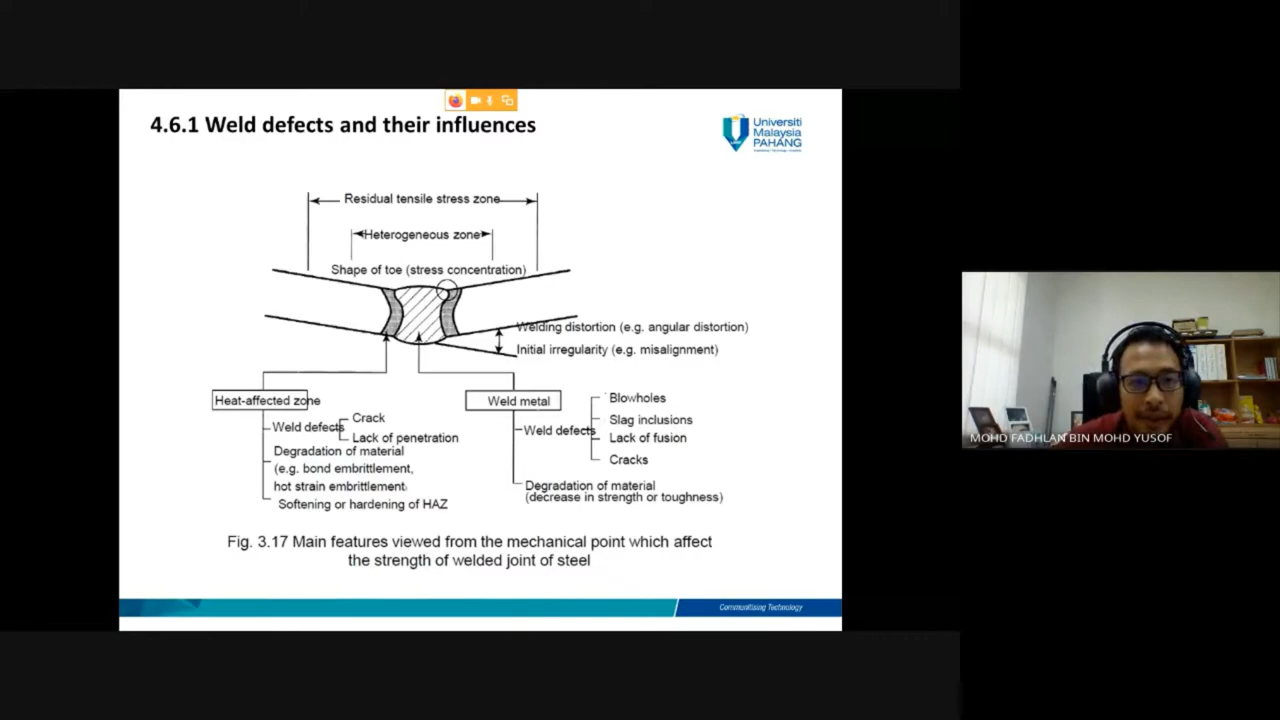 4.6.1 Weld defects and their influences
Universiti
Malaysia
PAHANG
Residual tensile stress zone
Heterogeneous zone
Shape of toe (stress concentration)
Welding distortion (e.g. angular distortion)
Initial irregularity (e.g. misalignment)
Heat-affected zone
Weld defects
Crack
Lack of penetration
Degradation of material
(e.g. bond embrittlement,
hot strain embrittlement
Softening or hardening of HAZ
Weld metal
Weld defects
Blowholes
Slag inclusions
Lack of fusion
Cracks
Degradation of material
(decrease in strength or toughness)
Fig. 3.17 Main features viewed from the mechanical point which affect
the strength of welded joint of steel
Communitising Technology
MOHD FADHLAN BIN MOHD YUSOF